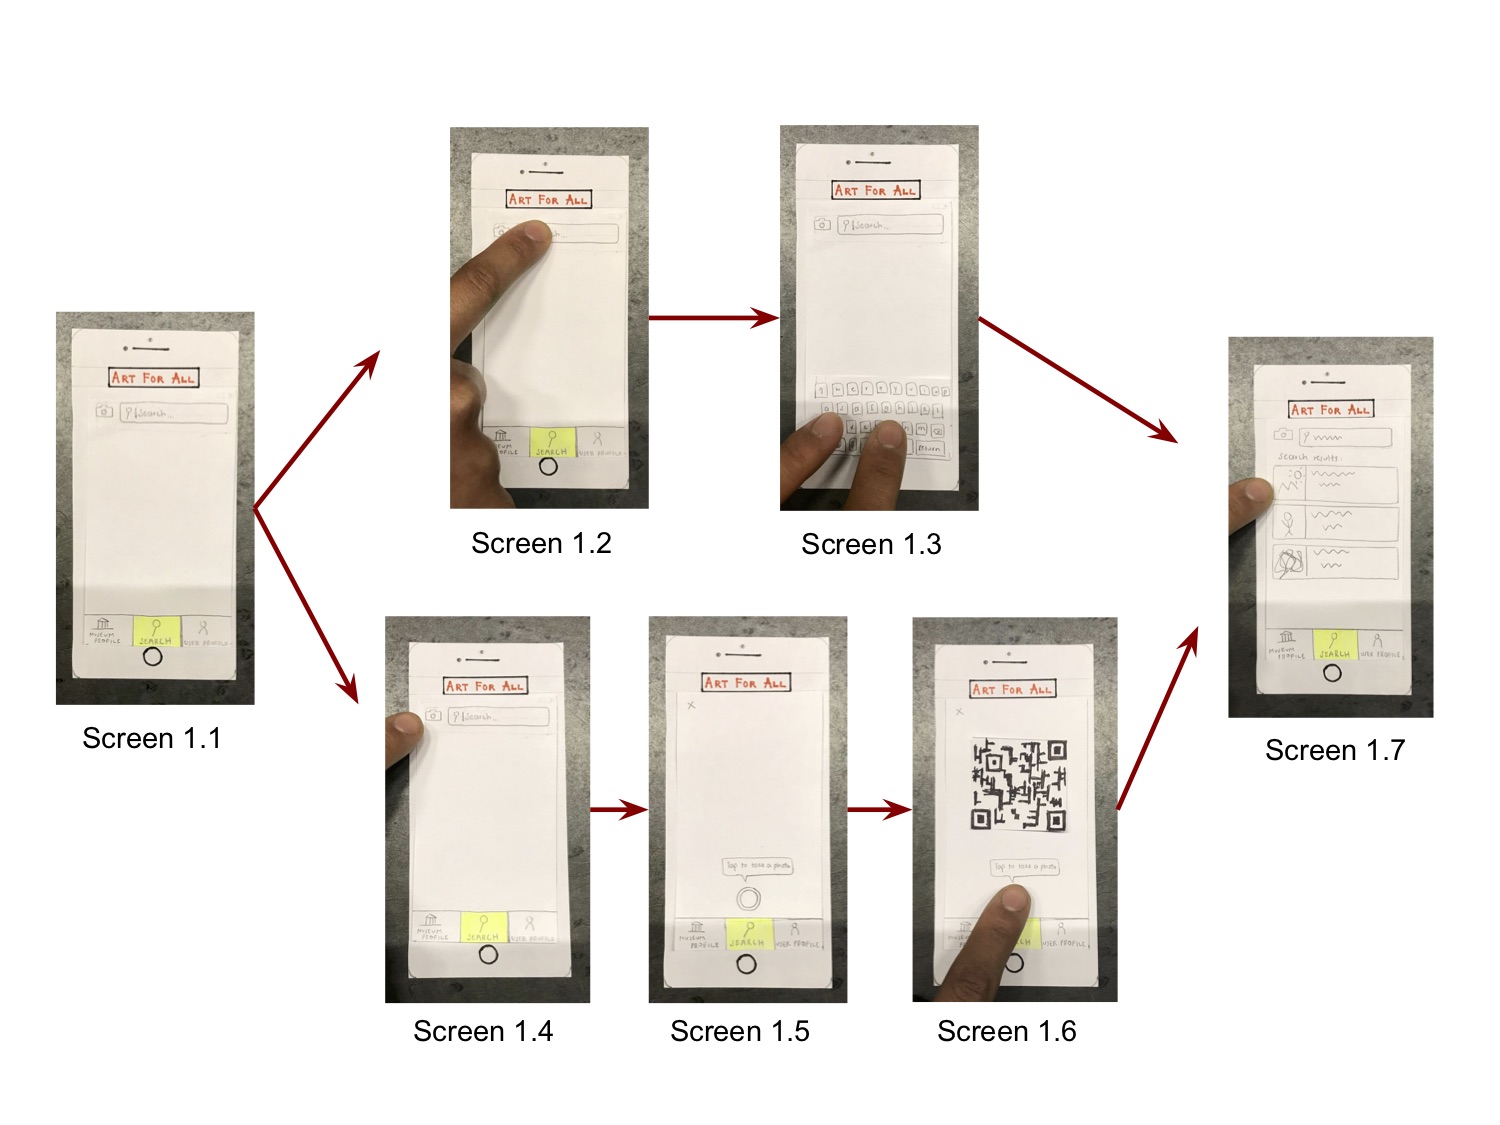 ART FOR ALL
Search...
MUSEUM PROFILE
SEARCH
USER PROFILE
Screen 1.1
ART FOR ALL
SEARCH
USER PROFILE
Screen 1.2
ART FOR ALL
Search...
return
Screen 1.3
ART FOR ALL
Search...
MUSEUM PROFILE
SEARCH
USER PROFILE
Screen 1.4
ART FOR ALL
X
Tap to take a photo
MUSEUM PROFILE
SEARCH
USER PROFILE
Screen 1.5
ART FOR ALL
X
Tap to take a photo
USER PROFILE
Screen 1.6
ART FOR ALL
Search results:
MUSEUM PROFILE
SEARCH
USER PROFILE
Screen 1.7